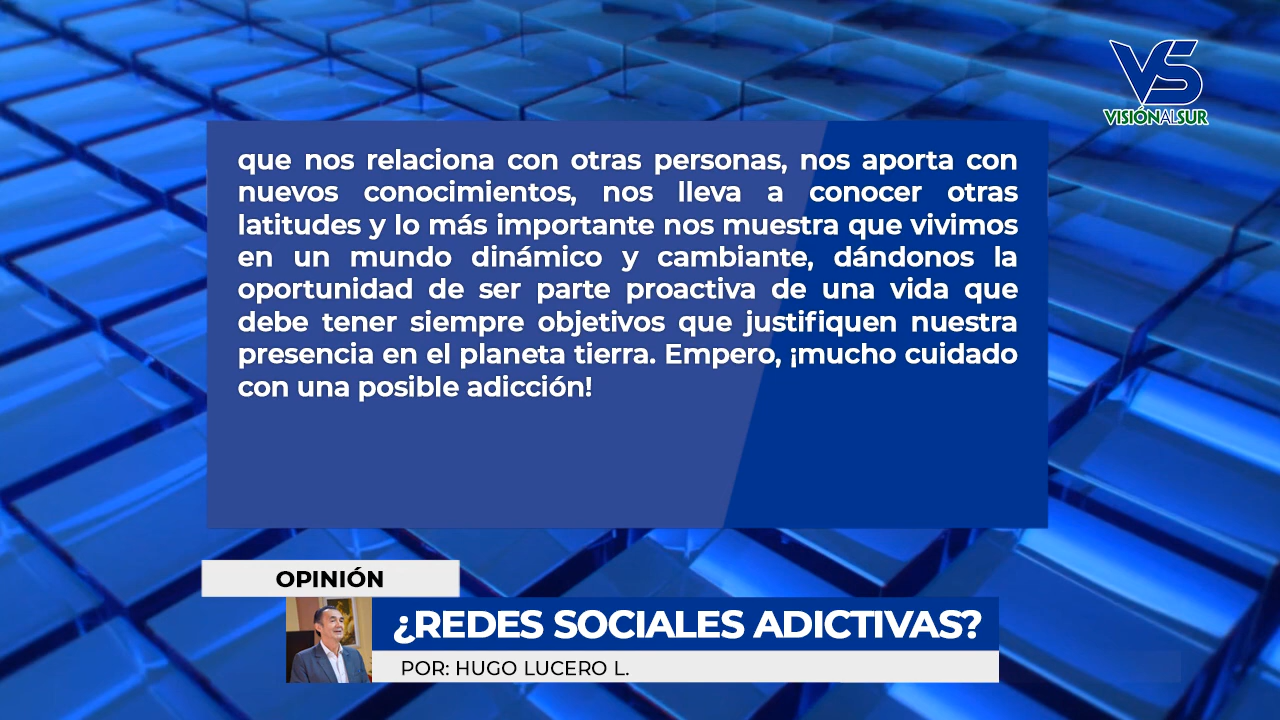 VS
VISIÓNALSUR
que nos relaciona con otras personas, nos aporta con
nuevos conocimientos, nos lleva a conocer otras
latitudes y lo más importante nos muestra que vivimos
en un mundo dinámico y cambiante, dándonos la
oportunidad de ser parte proactiva de una vida que
debe tener siempre objetivos que justifiquen nuestra
presencia en el planeta tierra. Empero, ¡mucho cuidado
con una posible adicción!
OPINIÓN
¿REDES SOCIALES ADICTIVAS?
POR: HUGO LUCERO L.